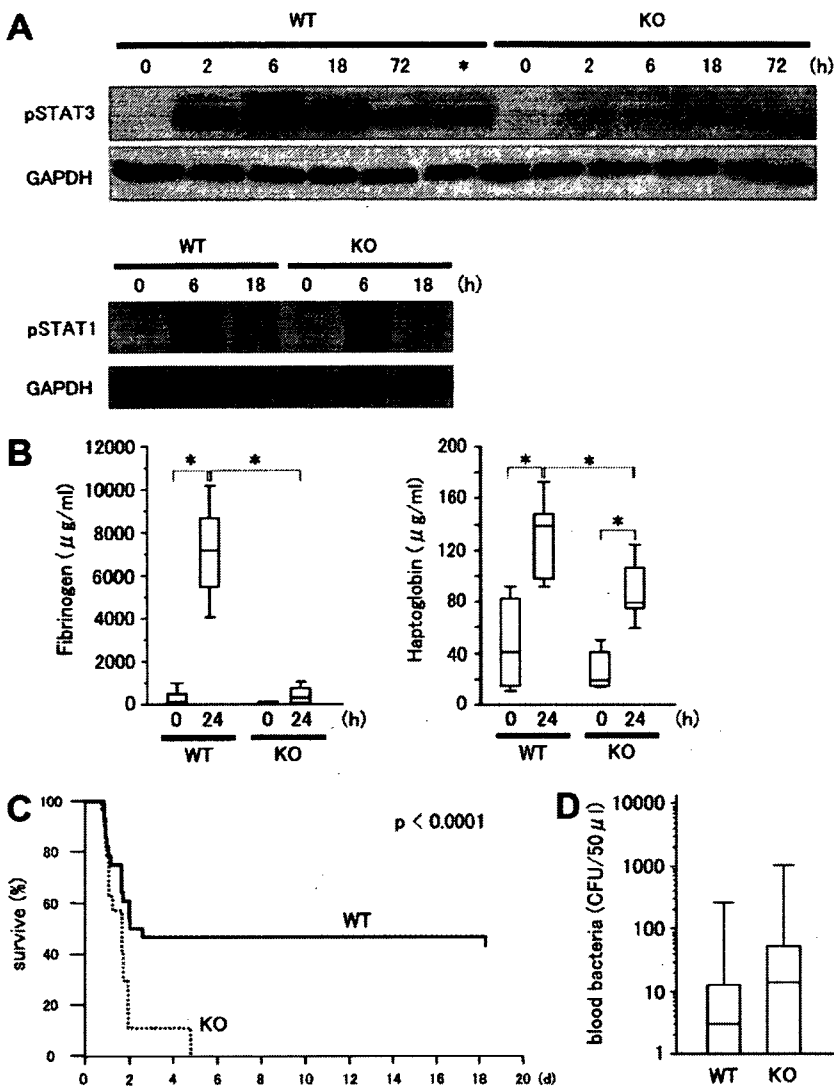 A
WT KO
0 2 6 18 72 * 0 2 6 18 72 (h)
pSTAT3
GAPDH
WT KO
0 6 18 0 6 18 (h)
pSTAT1
GAPDH
B
Fibrinogen (μg/ml)
12000
10000
8000
6000
4000
2000
0
* *
0 24 0 24 (h)
WT KO
Haptoglobin (μg/ml)
200
160
120
80
40
0
* * *
0 24 0 24 (h)
WT KO
C
survive (%)
100
80
60
40
20
0
p < 0.0001
WT
KO
0 2 4 6 8 10 12 14 16 18 20 (d)
D
blood bacteria (CFU/50μl)
10000
1000
100
10
1
WT KO